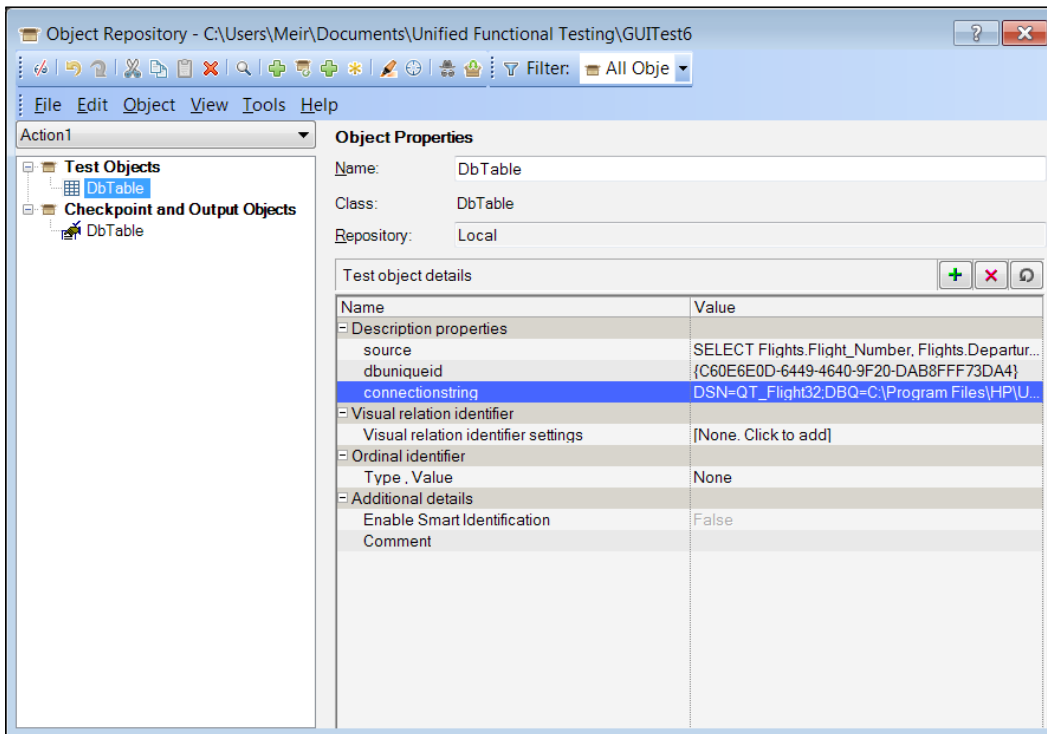 Object Repository - C:\Users\Meir\Documents\Unified Functional Testing\GUITest6
Filter: All Obje
File Edit Object View Tools Help
Action1
Object Properties
Test Objects
DbTable
Checkpoint and Output Objects
DbTable
Name: DbTable
Class: DbTable
Repository: Local
Test object details
Name Value
Description properties
source SELECT Flights.Flight_Number, Flights.Departur...
dbuniqueid {C60E6E0D-6449-4640-9F20-DAB8FFF73DA4}
connectionstring DSN=QT_Flight32;DBQ=C:\Program Files\HP\U...
Visual relation identifier
Visual relation identifier settings [None. Click to add]
Ordinal identifier
Type , Value None
Additional details
Enable Smart Identification False
Comment